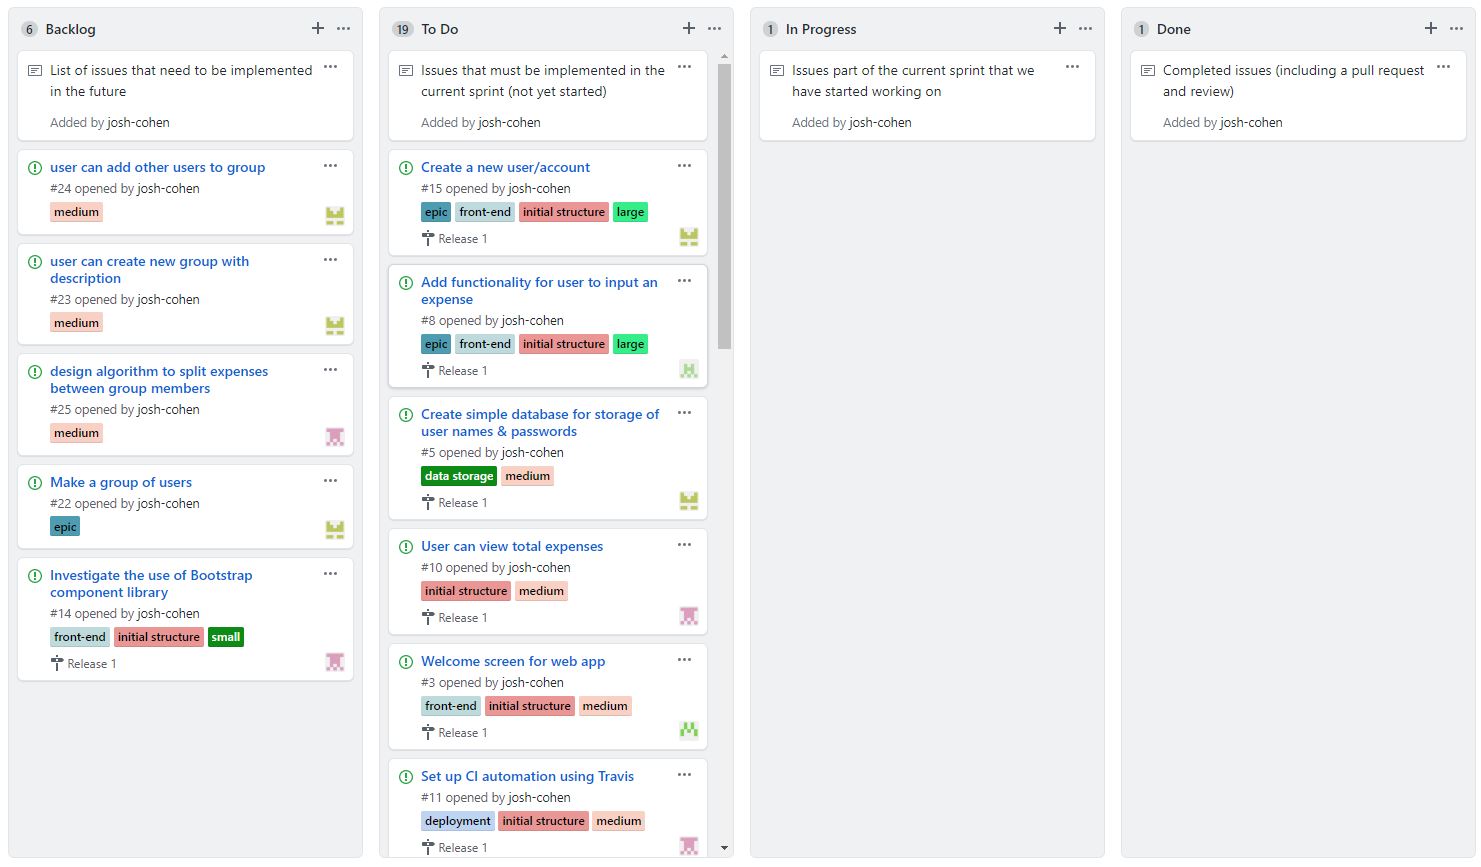 6 Backlog
List of issues that need to be implemented
in the future
Added by josh-cohen
user can add other users to group
#24 opened by josh-cohen
medium
user can create new group with
description
#23 opened by josh-cohen
medium
design algorithm to split expenses
between group members
#25 opened by josh-cohen
medium
Make a group of users
#22 opened by josh-cohen
epic
Investigate the use of Bootstrap
component library
#14 opened by josh-cohen
front-end initial structure small
Release 1
19 To Do
Issues that must be implemented in the
current sprint (not yet started)
Added by josh-cohen
Create a new user/account
#15 opened by josh-cohen
epic front-end initial structure large
Release 1
Add functionality for user to input an
expense
#8 opened by josh-cohen
epic front-end initial structure large
Release 1
Create simple database for storage of
user names & passwords
#5 opened by josh-cohen
data storage medium
Release 1
User can view total expenses
#10 opened by josh-cohen
initial structure medium
Release 1
Welcome screen for web app
#3 opened by josh-cohen
front-end initial structure medium
Release 1
Set up CI automation using Travis
#11 opened by josh-cohen
deployment initial structure medium
Release 1
1 In Progress
Issues part of the current sprint that we
have started working on
Added by josh-cohen
1 Done
Completed issues (including a pull request
and review)
Added by josh-cohen